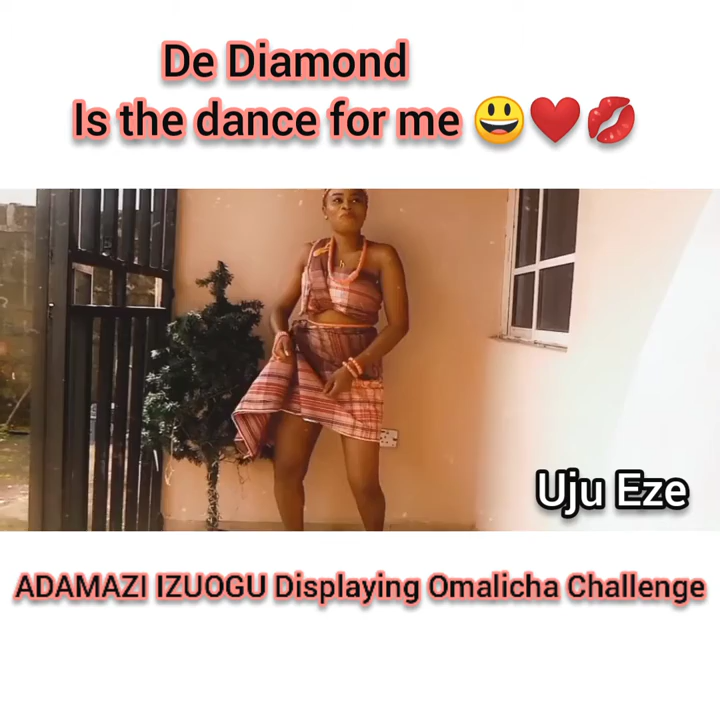 De Diamond
Is the dance for me 😃❤️💋
Uju Eze
ADAMAZI IZUOGU Displaying Omalicha Challenge